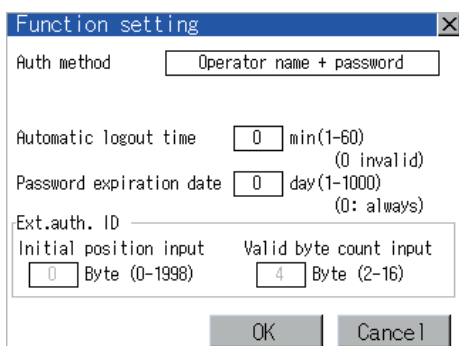 Function setting ×
Auth method Operator name + password
Automatic logout time 0 min(1-60)
(0 invalid)
Password expiration date 0 day(1-1000)
(0: always)
Ext.auth. ID
Initial position input Valid byte count input
0 Byte (0-1998) 4 Byte (2-16)
OK Cancel